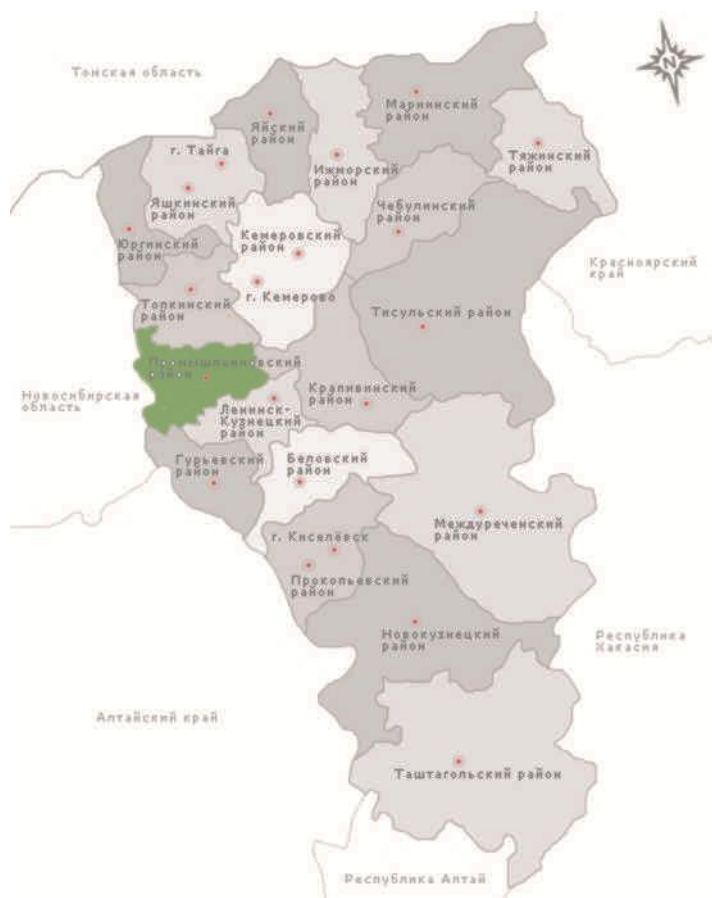 N
Томская область
Мариинский
район
Яйский
район
г. Тайга
Ижморский
район
Тяжинский
район
Яшкинский
район
Чебулинский
район
Юргинский
район
Кемеровский
район
Красноярский
край
г. Кемерово
Топкинский
район
Тисульский район
Промышленновский
район
Новосибирская
область
Крапивинский
район
Ленинск-
Кузнецкий
район
Гурьевский
район
Беловский
район
Междуреченский
район
г. Киселёвск
Прокопьевский
район
Новокузнецкий
район
Республика
Хакасия
Алтайский край
Таштагольский район
Республика Алтай